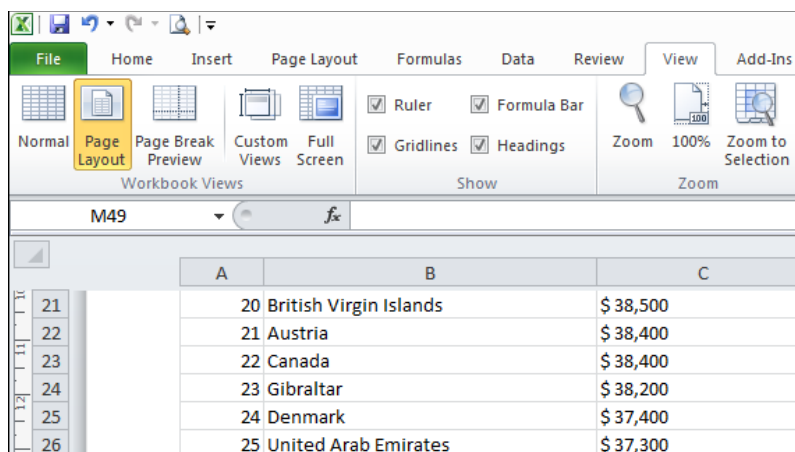 File Home Insert Page Layout Formulas Data Review View Add-Ins
Ruler Formula Bar 100
Normal Page Page Break Custom Full Gridlines Headings Zoom 100% Zoom to
Layout Preview Views Screen Selection
Workbook Views Show Zoom
M49 fx
A B C
21 20 British Virgin Islands $ 38,500
22 21 Austria $ 38,400
11
23 22 Canada $ 38,400
24 23 Gibraltar $ 38,200
12
25 24 Denmark $ 37,400
26 25 United Arab Emirates $ 37,300